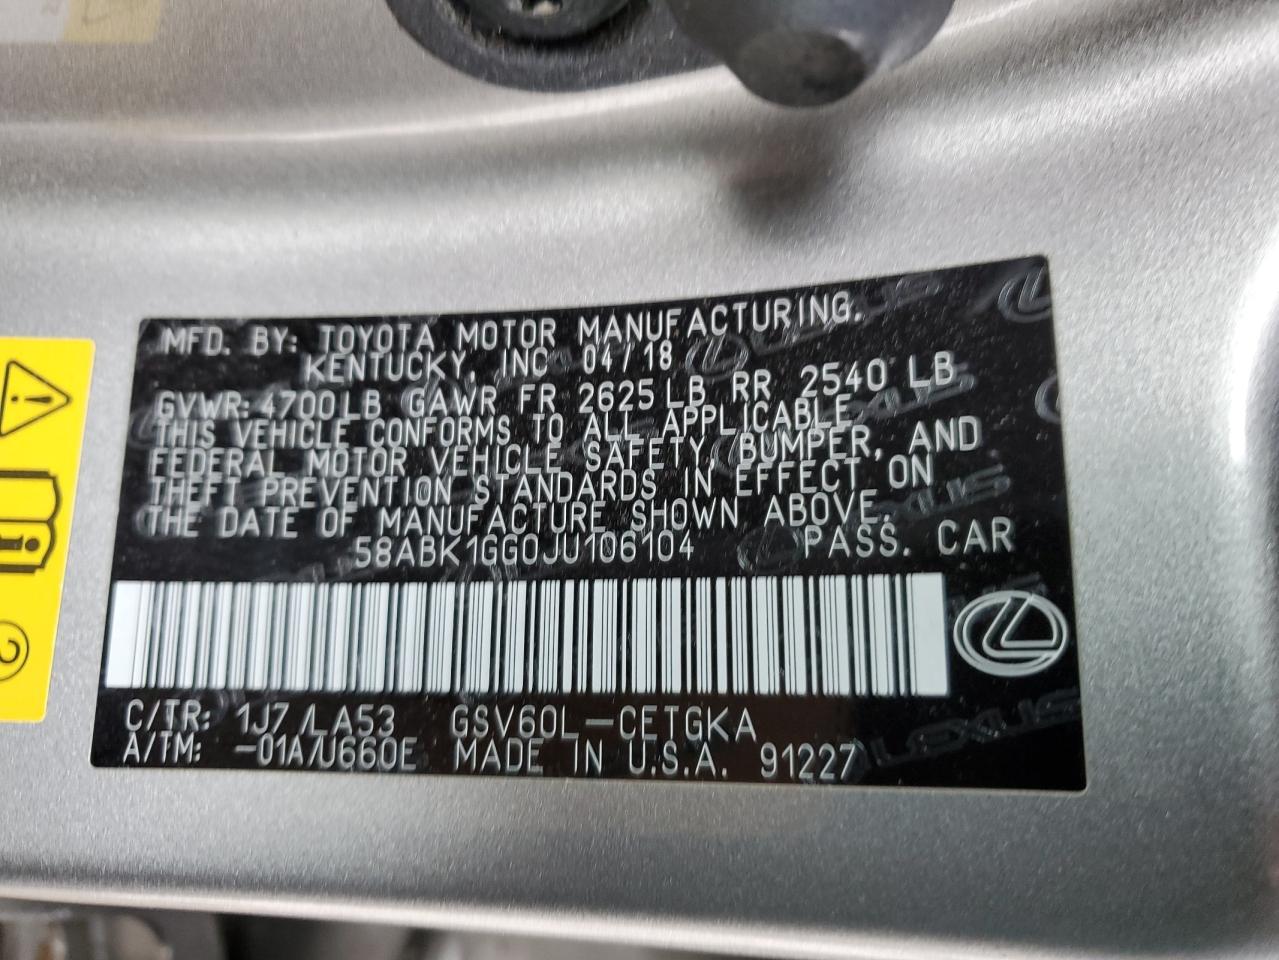 MFD. BY: TOYOTA MOTOR MANUFACTURING.
KENTUCKY, INC 04/18
GVWR: 4700LB GAWR FR 2625LB RR 2540 LB
THIS VEHICLE CONFORMS TO ALL APPLICABLE
FEDERAL MOTOR VEHICLE SAFETY, BUMPER, AND
THEFT PREVENTION STANDARDS IN EFFECT ON
THE DATE OF MANUFACTURE SHOWN ABOVE.
58ABK1GG0JU106104 PASS. CAR
C/TR: 1J7/LA53 GSV60L-CETGKA
A/TM: -01A/U660E MADE IN U.S.A. 91227
LEXUS
2